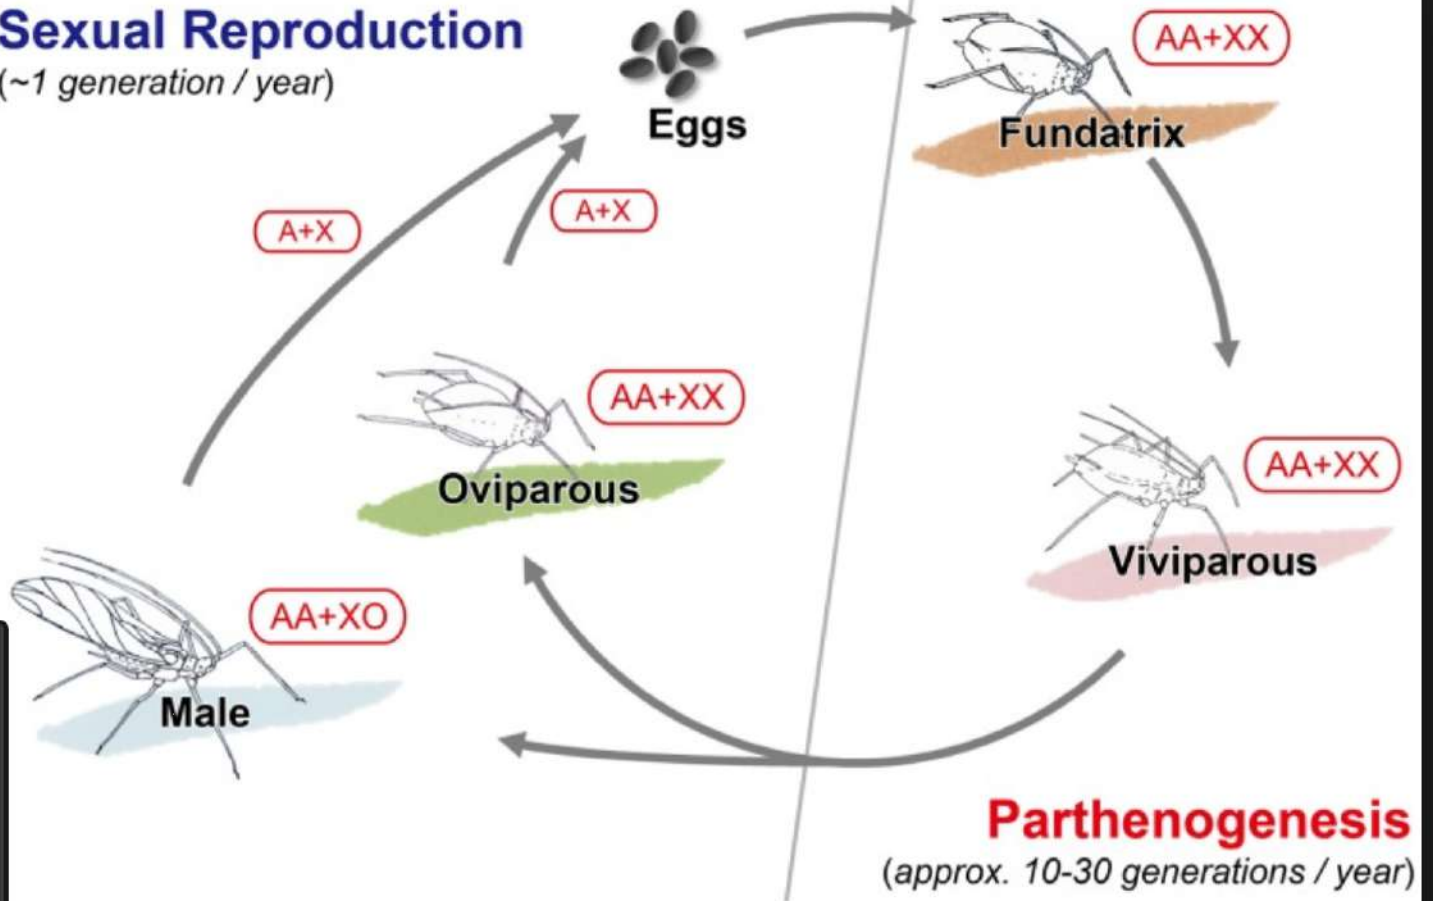 Sexual Reproduction
(~1 generation / year)
Eggs
AA+XX
Fundatrix
A+X
A+X
AA+XX
Oviparous
AA+XX
Viviparous
AA+XO
Male
Parthenogenesis
(approx. 10-30 generations / year)